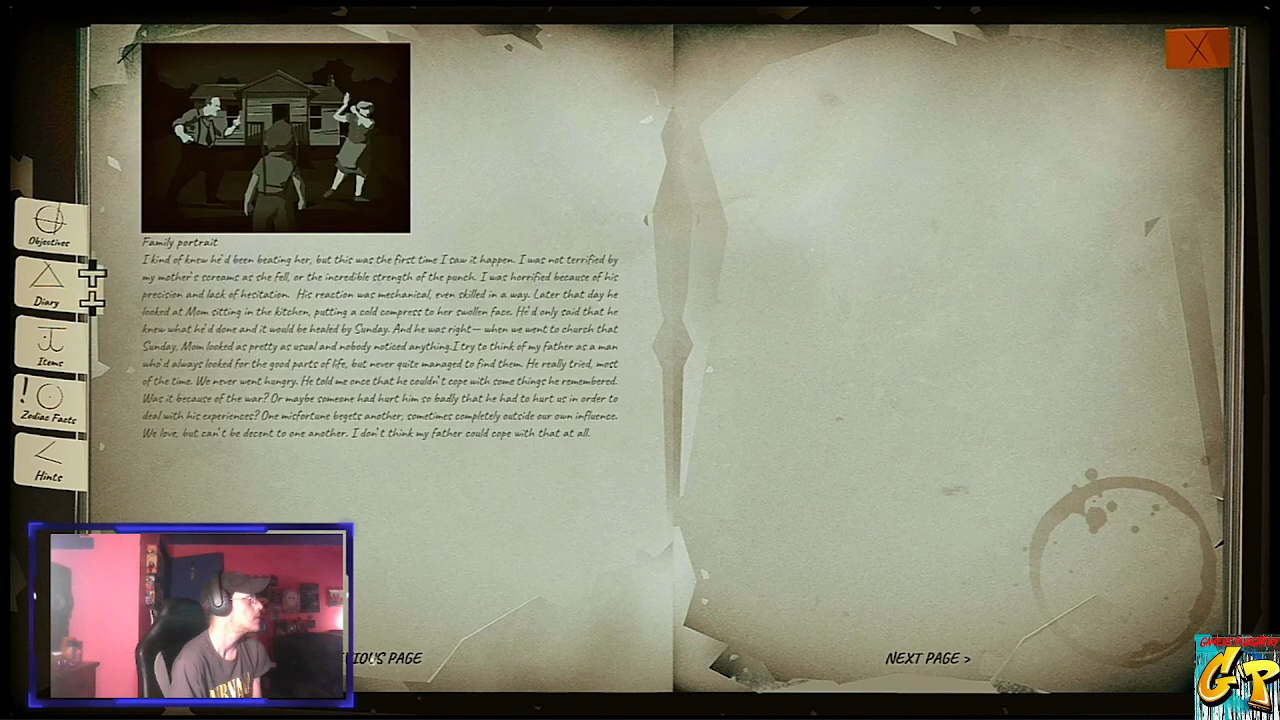 X
Family portrait
I kind of knew he'd been beating her, but this was the first time I saw it happen. I was not terrified by
my mother's screams as she fell, or the incredible strength of the punch. I was horrified because of his
precision and lack of hesitation. His reaction was mechanical, even skilled in a way. Later that day he
looked at Mom sitting in the kitchen, putting a cold compress to her swollen face. He'd only said that he
knew what he'd done and it would be healed by Sunday. And he was right— when we went to church that
Sunday, Mom looked as pretty as usual and nobody noticed anything.I try to think of my father as a man
who'd always looked for the good parts of life, but never quite managed to find them. He really tried, most
of the time. We never went hungry. He told me once that he couldn't cope with some things he remembered.
Was it because of the war? Or maybe someone had hurt him so badly that he had to hurt us in order to
deal with his experiences? One misfortune begets another, sometimes completely outside our own influence.
We love, but can't be decent to one another. I don't think my father could cope with that at all.
Objectives
Diary
Items
! Zodiac Facts
Hints
IOUS PAGE
NEXT PAGE >
NIRVANA
GP